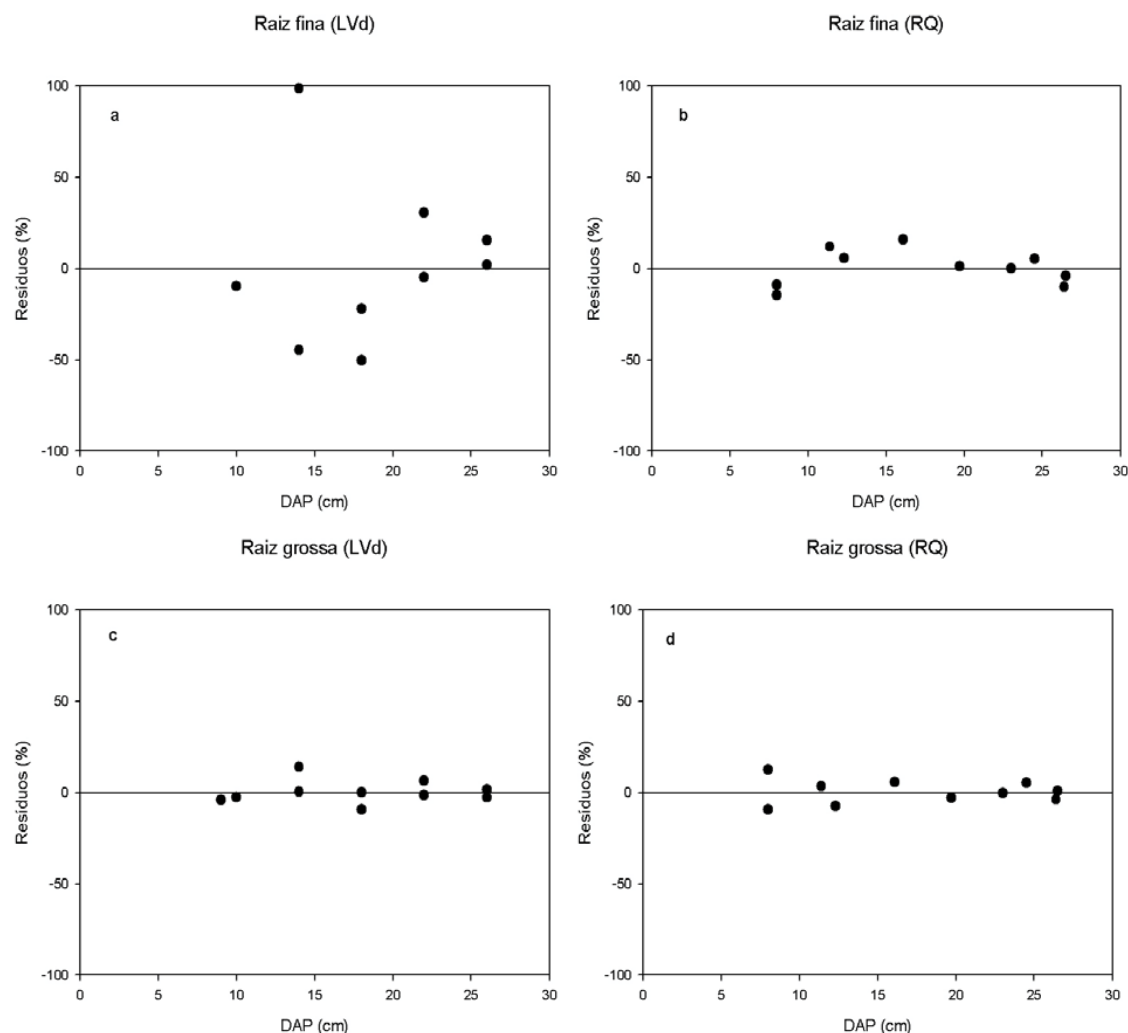 Raiz fina (LVd)
100
a
50
0
-50
-100
Resíduos (%)
0 5 10 15 20 25 30
DAP (cm)
Raiz fina (RQ)
100
b
50
0
-50
-100
Resíduos (%)
0 5 10 15 20 25 30
DAP (cm)
Raiz grossa (LVd)
100
c
50
0
-50
-100
Resíduos (%)
0 5 10 15 20 25 30
DAP (cm)
Raiz grossa (RQ)
100
d
50
0
-50
-100
Resíduos (%)
0 5 10 15 20 25 30
DAP (cm)